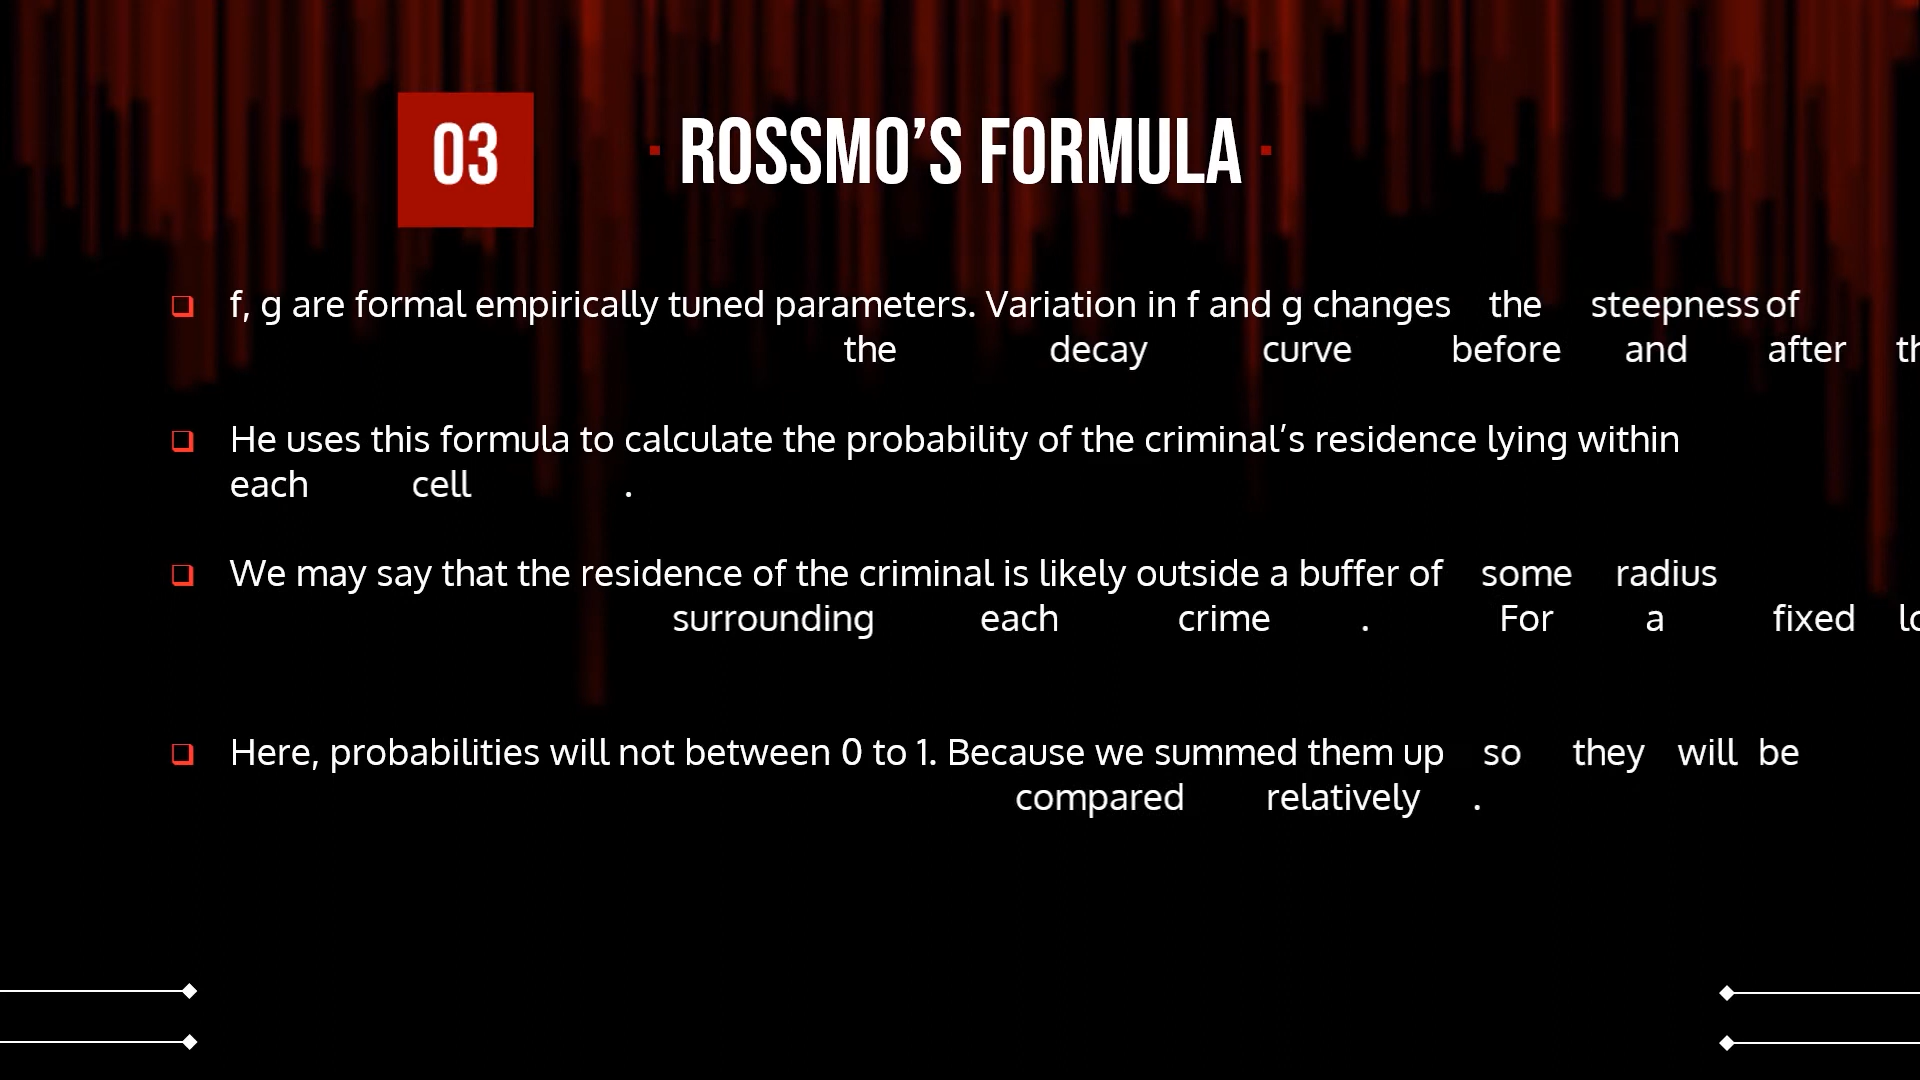 03
· ROSSMO’S FORMULA ·
❑ f, g are formal empirically tuned parameters. Variation in f and g changes the steepness of
the decay curve before and after
❑ He uses this formula to calculate the probability of the criminal’s residence lying within
each cell .
❑ We may say that the residence of the criminal is likely outside a buffer of some radius
surrounding each crime . For a fixed
❑ Here, probabilities will not between 0 to 1. Because we summed them up so they will be
compared relatively .